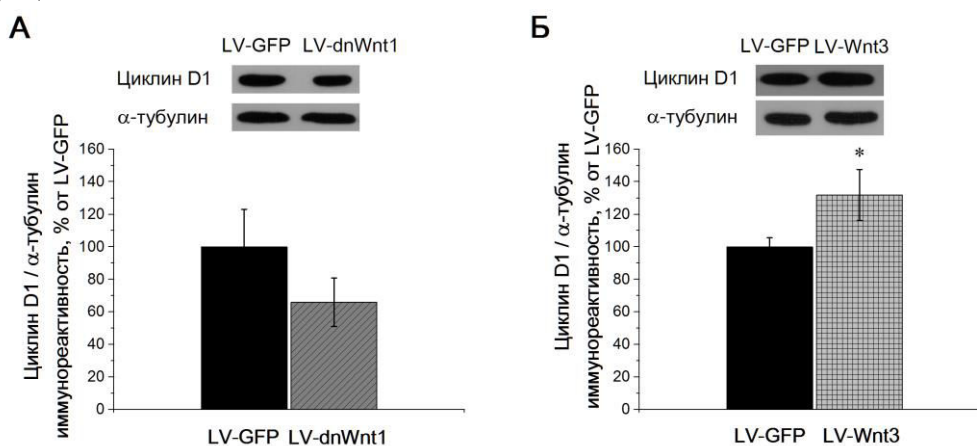 А
LV-GFP LV-dnWnt1
Циклин D1
α-тубулин
Циклин D1 / α-тубулин
иммунореактивность, % от LV-GFP
160
140
120
100
80
60
40
20
0
LV-GFP LV-dnWnt1
Б
LV-GFP LV-Wnt3
Циклин D1
α-тубулин
Циклин D1 / α-тубулин
иммунореактивность, % от LV-GFP
160
140
120
100
80
60
40
20
0
*
LV-GFP LV-Wnt3